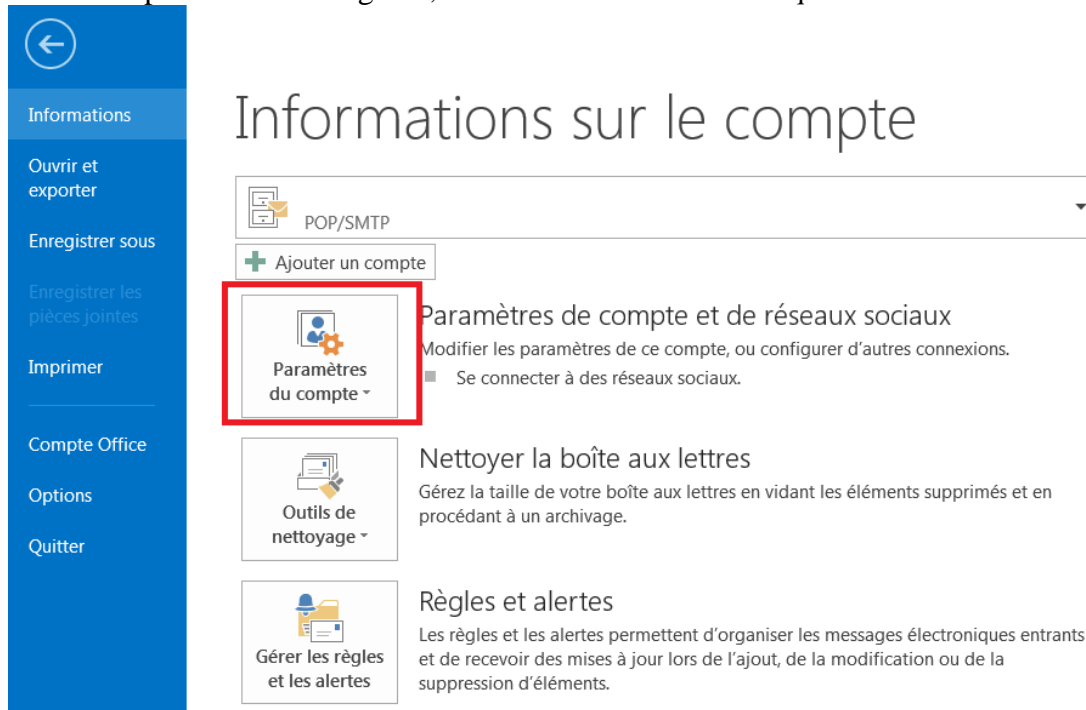 Informations
Ouvrir et
exporter
Enregistrer sous
Enregistrer les
pièces jointes
Imprimer
Compte Office
Options
Quitter
Informations sur le compte
POP/SMTP
Ajouter un compte
Paramètres
du compte
Paramètres de compte et de réseaux sociaux
Modifier les paramètres de ce compte, ou configurer d'autres connexions.
Se connecter à des réseaux sociaux.
Outils de
nettoyage
Nettoyer la boîte aux lettres
Gérez la taille de votre boîte aux lettres en vidant les éléments supprimés et en
procédant à un archivage.
Gérer les règles
et les alertes
Règles et alertes
Les règles et les alertes permettent d'organiser les messages électroniques entrants
et de recevoir des mises à jour lors de l'ajout, de la modification ou de la
suppression d'éléments.